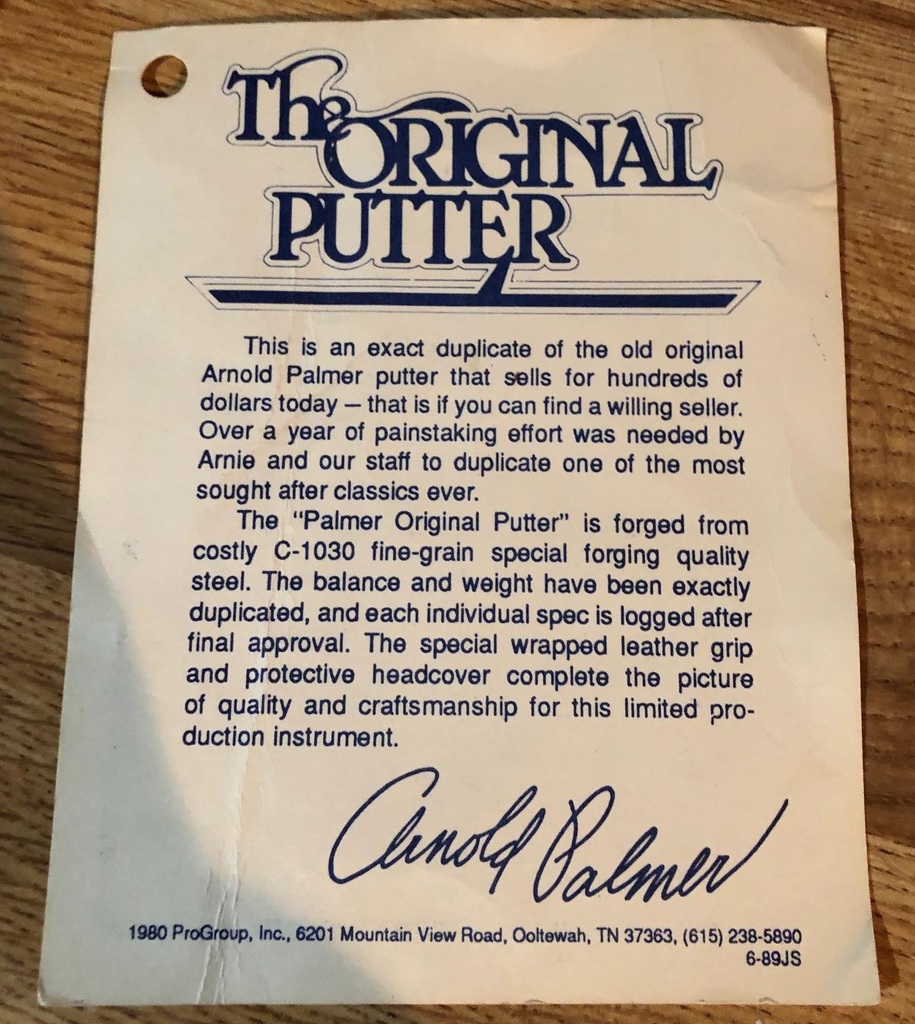 The ORIGINAL
PUTTER
This is an exact duplicate of the old original
Arnold Palmer putter that sells for hundreds of
dollars today — that is if you can find a willing seller.
Over a year of painstaking effort was needed by
Arnie and our staff to duplicate one of the most
sought after classics ever.
The "Palmer Original Putter" is forged from
costly C-1030 fine-grain special forging quality
steel. The balance and weight have been exactly
duplicated, and each individual spec is logged after
final approval. The special wrapped leather grip
and protective headcover complete the picture
of quality and craftsmanship for this limited pro-
duction instrument.
Arnold Palmer
1980 ProGroup, Inc., 6201 Mountain View Road, Ooltewah, TN 37363, (615) 238-5890
6-89JS